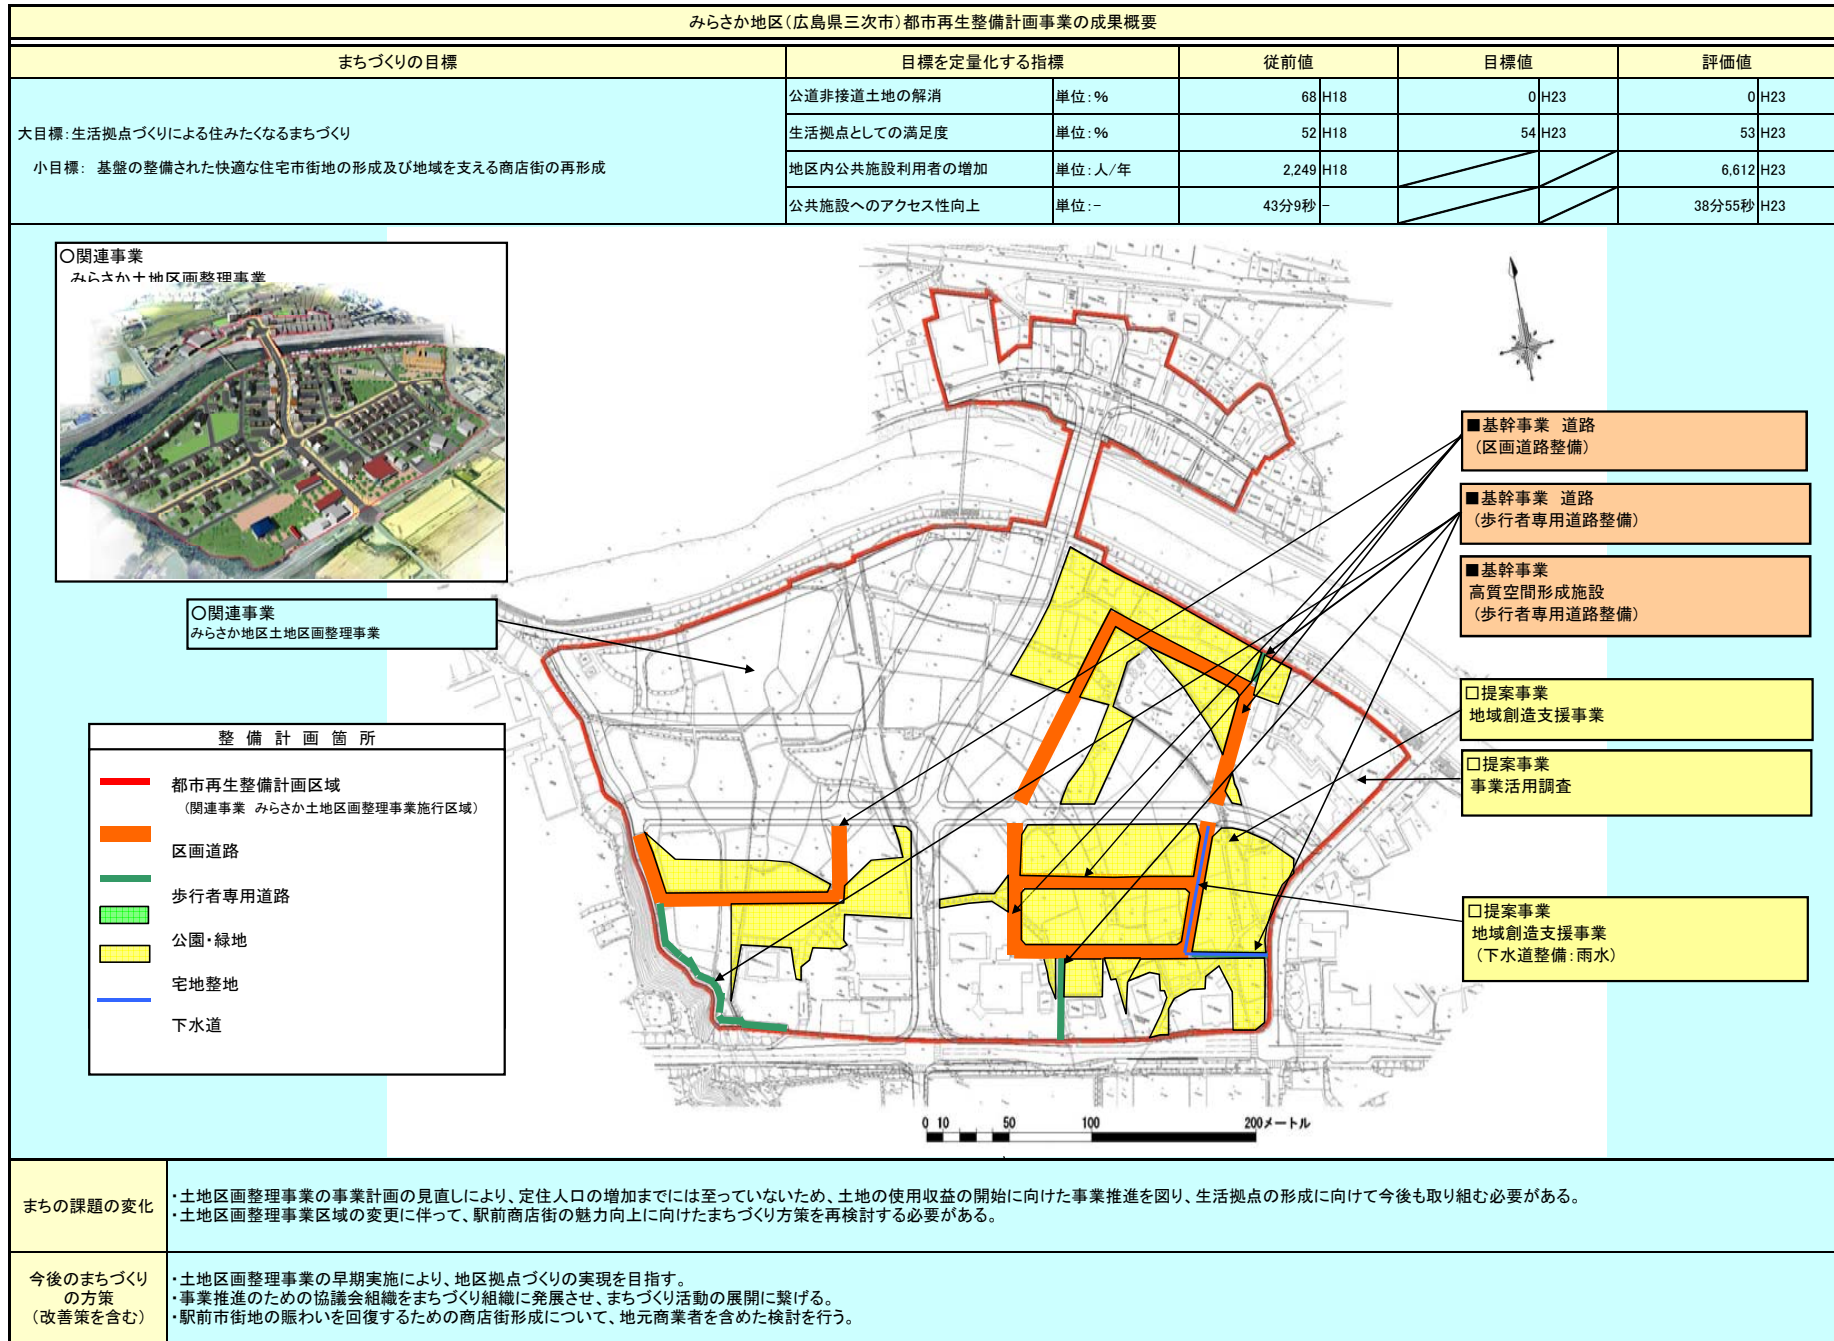 みらさか地区(広島県三次市)都市再生整備計画事業の成果概要
まちづくりの目標 目標を定量化する指標 従前値 目標値 評価値
大目標:生活拠点づくりによる住みたくなるまちづくり
小目標: 基盤の整備された快適な住宅市街地の形成及び地域を支える商店街の再形成
公道非接道土地の解消 単位:% 68 H18 0 H23 0 H23
生活拠点としての満足度 単位:% 52 H18 54 H23 53 H23
地区内公共施設利用者の増加 単位:人/年 2,249 H18 6,612 H23
公共施設へのアクセス性向上 単位:- 43分9秒 - 38分55秒 H23
〇関連事業
みらさか土地区画整理事業
〇関連事業
みらさか地区土地区画整理事業
整備計画箇所
都市再生整備計画区域
(関連事業 みらさか土地区画整理事業施行区域)
区画道路
歩行者専用道路
公園・緑地
宅地整地
下水道
■基幹事業 道路
(区画道路整備)
■基幹事業 道路
(歩行者専用道路整備)
■基幹事業
高質空間形成施設
(歩行者専用道路整備)
□提案事業
地域創造支援事業
□提案事業
事業活用調査
□提案事業
地域創造支援事業
(下水道整備:雨水)
0 10 50 100 200メートル
まちの課題の変化
・土地区画整理事業の事業計画の見直しにより、定住人口の増加までには至っていないため、土地の使用収益の開始に向けた事業推進を図り、生活拠点の形成に向けて今後も取り組む必要がある。
・土地区画整理事業区域の変更に伴って、駅前商店街の魅力向上に向けたまちづくり方策を再検討する必要がある。
今後のまちづくり
の方策
(改善策を含む)
・土地区画整理事業の早期実施により、地区拠点づくりの実現を目指す。
・事業推進のための協議会組織をまちづくり組織に発展させ、まちづくり活動の展開に繋げる。
・駅前市街地の賑わいを回復するための商店街形成について、地元商業者を含めた検討を行う。